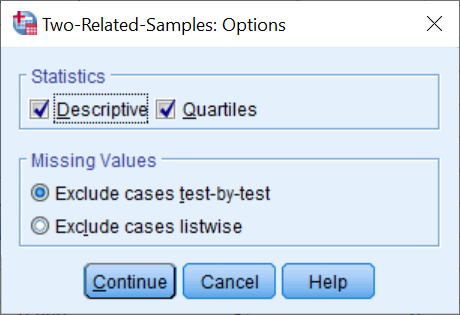 Two-Related-Samples: Options
Statistics
Descriptive Quartiles
Missing Values
Exclude cases test-by-test
Exclude cases listwise
Continue Cancel Help